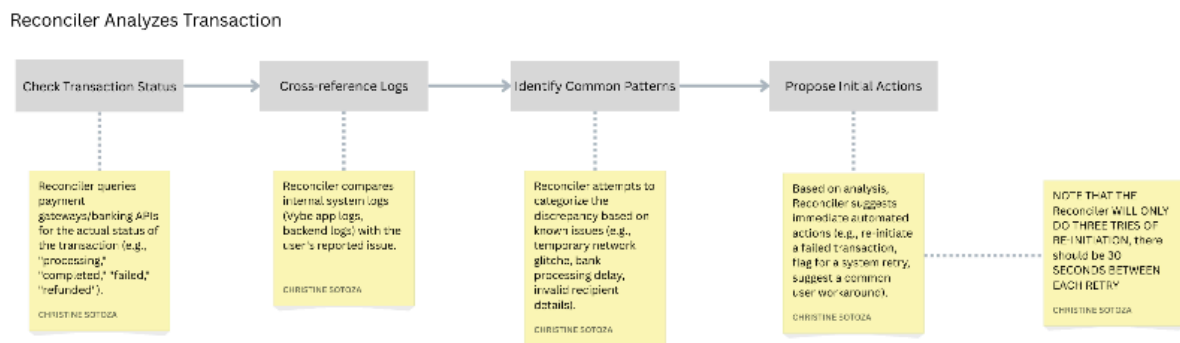 Reconciler Analyzes Transaction
Check Transaction Status
Cross-reference Logs
Identify Common Patterns
Propose Initial Actions
Reconciler queries
payment
gateways/banking APIs
for the actual status of
the transaction (e.g.,
"processing,"
"completed," "failed,"
"refunded").
CHRISTINE SOTOZA
Reconciler compares
internal system logs
(Vybe app logs,
backend logs) with the
user's reported issue.
CHRISTINE SOTOZA
Reconciler attempts to
categorize the
discrepancy based on
known issues (e.g.,
temporary network
glitche, bank
processing delay,
invalid recipient
details).
CHRISTINE SOTOZA
Based on analysis,
Reconciler suggests
immediate automated
actions (e.g., re-initiate
a failed transaction,
flag for a system retry,
suggest a common
user workaround).
CHRISTINE SOTOZA
NOTE THAT THE
Reconciler WILL ONLY
DO THREE TRIES OF
RE-INITIATION, there
should be 30
SECONDS BETWEEN
EACH RETRY
CHRISTINE SOTOZA